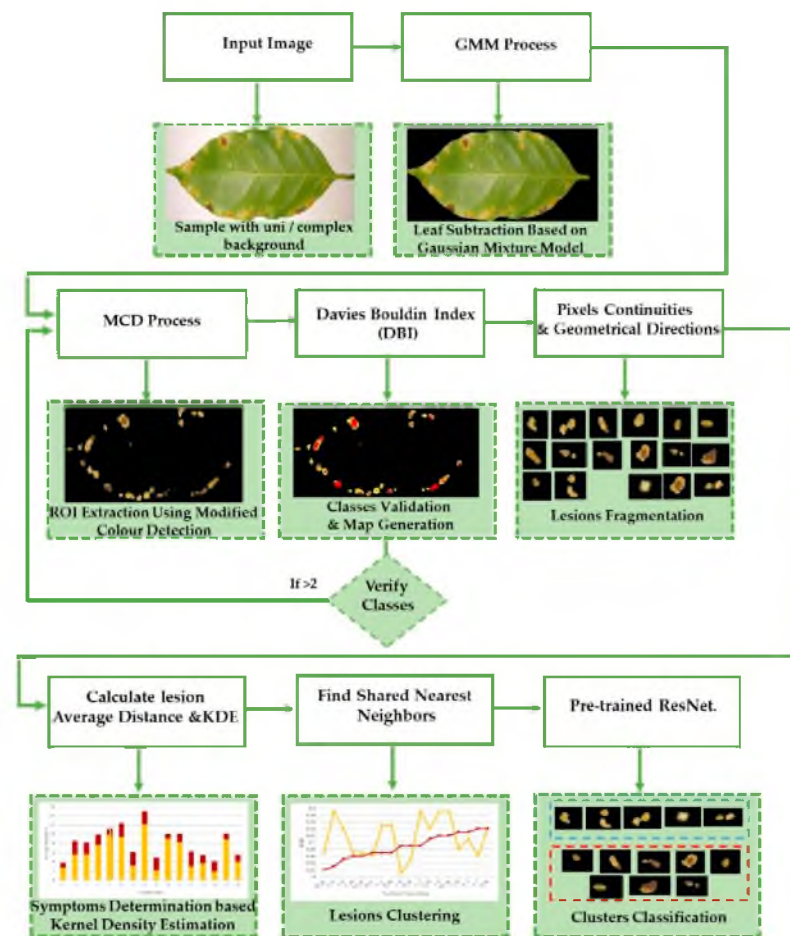 Input Image
GMM Process
Sample with uni / complex
background
Leaf Subtraction Based on
Gaussian Mixture Model
MCD Process
Davies Bouldin Index
(DBI)
Pixels Continuities
& Geometrical Directions
ROI Extraction Using Modified
Colour Detection
Classes Validation
& Map Generation
Lesions Fragmentation
If >2
Verify
Classes
Calculate lesion
Average Distance &KDE
Find Shared Nearest
Neighbors
Pre-trained ResNet.
Symptoms Determination based
Kernel Density Estimation
Lesions Clustering
Clusters Classification